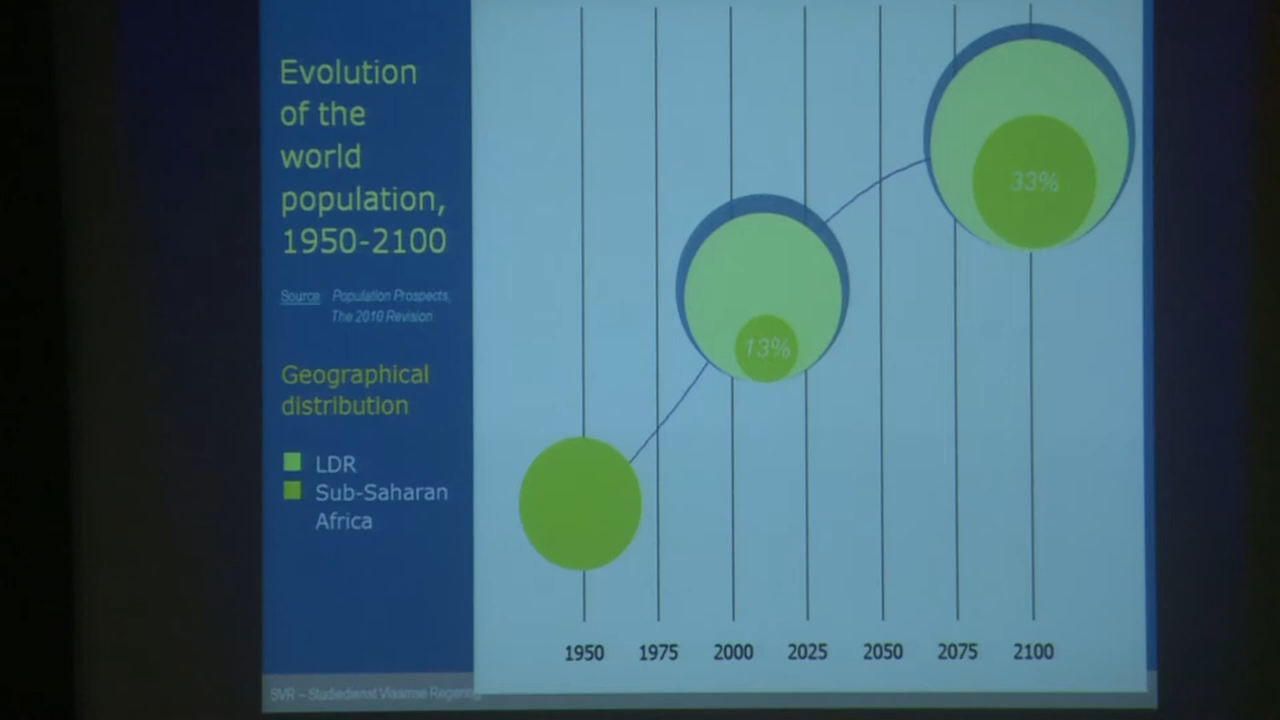 Evolution
of the
world
population,
1950-2100
Source Population Prospects,
The 2010 Revision
Geographical
distribution
LDR
Sub-Saharan
Africa
33%
13%
1950 1975 2000 2025 2050 2075 2100
SVR – Studiedienst Vlaamse Regering